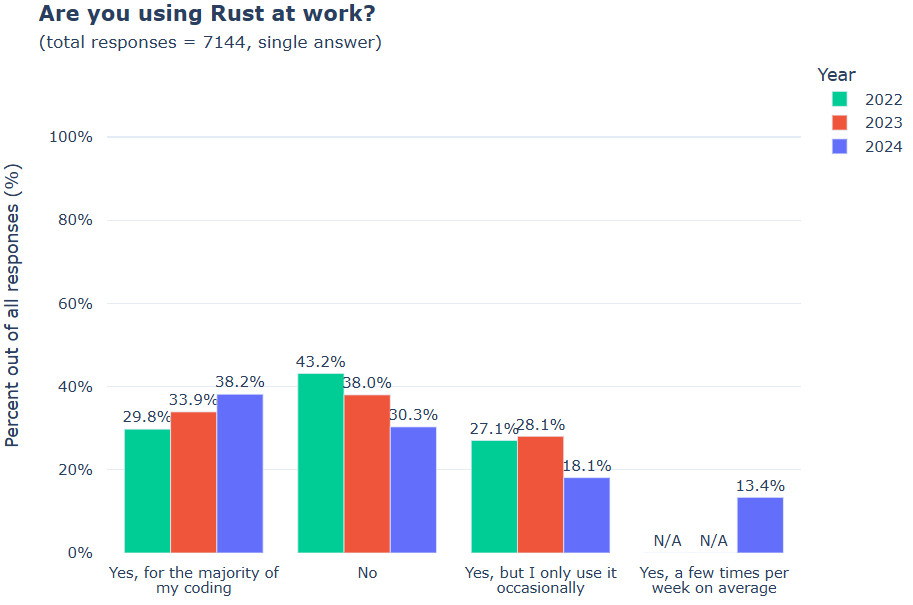 Are you using Rust at work?
(total responses = 7144, single answer)
Year
2022
2023
2024
Percent out of all responses (%)
100%
80%
60%
40%
20%
0%
29.8%
33.9%
38.2%
43.2%
38.0%
30.3%
27.1%
28.1%
18.1%
N/A
N/A
13.4%
Yes, for the majority of
my coding
No
Yes, but I only use it
occasionally
Yes, a few times per
week on average